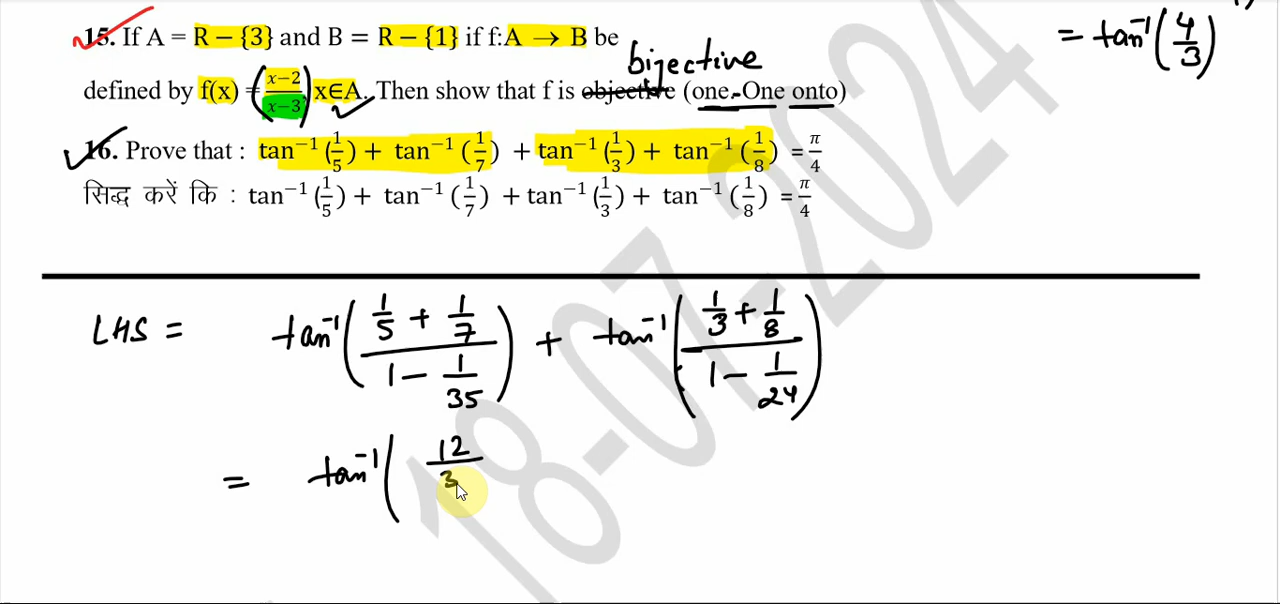 15. If A = R − {3} and B = R − {1} if f:A → B be
bijective
defined by f(x) = (x−2/x−3) x∈A. Then show that f is objective (one-One onto)
= tan⁻¹(4/3)
16. Prove that : tan⁻¹(1/5) + tan⁻¹(1/7) + tan⁻¹(1/3) + tan⁻¹(1/8) = π/4
सिद्ध करें कि : tan⁻¹(1/5) + tan⁻¹(1/7) + tan⁻¹(1/3) + tan⁻¹(1/8) = π/4
LHS = tan⁻¹(1/5 + 1/7 / 1 − 1/35) + tan⁻¹(1/3 + 1/8 / 1 − 1/24)
= tan⁻¹(12/3
18-07-2024